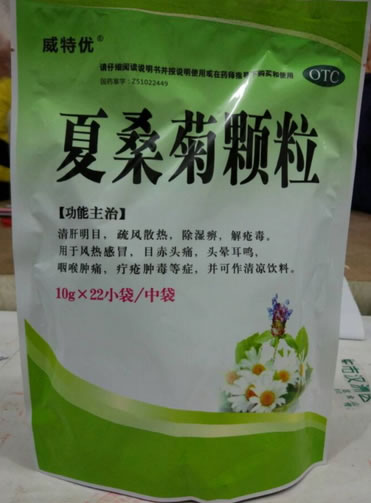 威特优®
请仔细阅读说明书并按说明使用或在药师指导下购买和使用
OTC
国药准字：Z51022449
夏桑菊颗粒
【功能主治】
清肝明目，疏风散热，除湿痹，解疮毒。
用于风热感冒，目赤头痛，头晕耳鸣，
咽喉肿痛，疗疮肿毒等症，并可作清凉饮料。
10g×22小袋/中袋